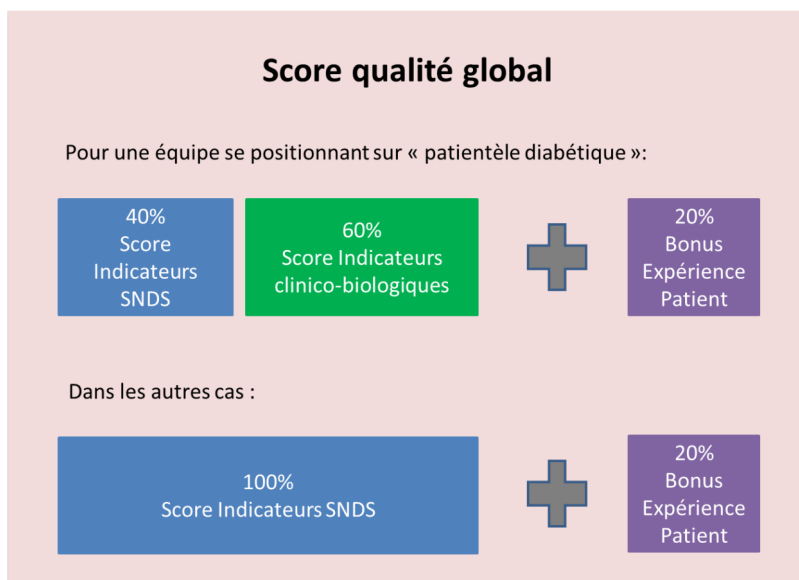 Score qualité global
Pour une équipe se positionnant sur « patientèle diabétique »:
40%
Score
Indicateurs
SNDS
60%
Score Indicateurs
clinico-biologiques
20%
Bonus
Expérience
Patient
Dans les autres cas :
100%
Score Indicateurs SNDS
20%
Bonus
Expérience
Patient